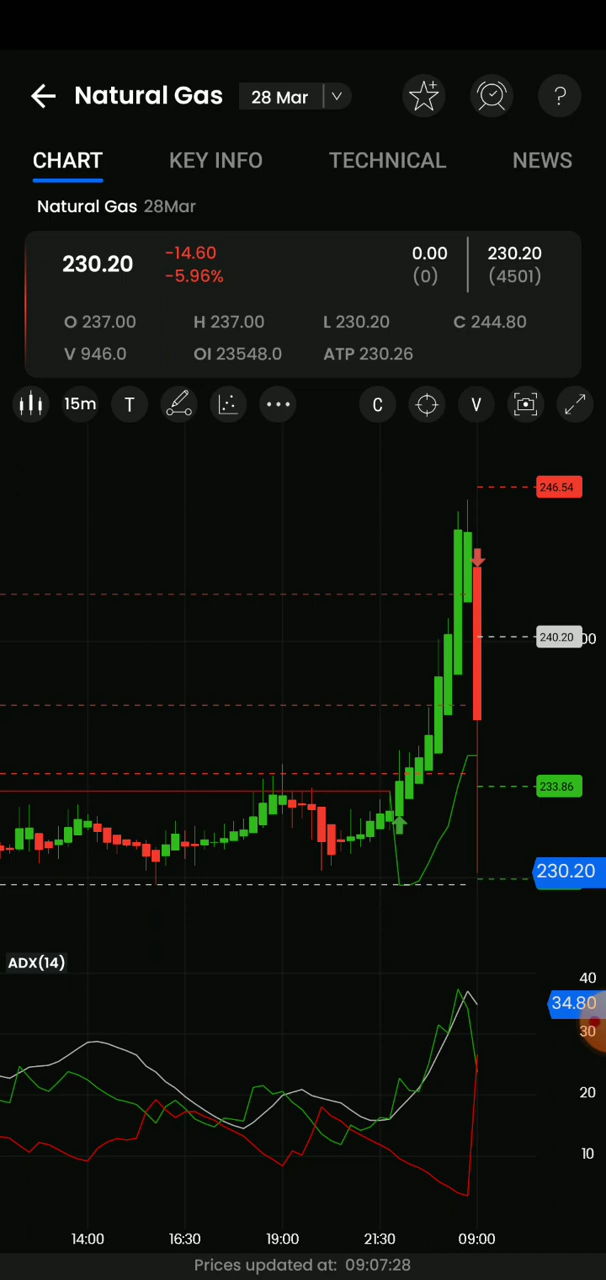 Natural Gas 28 Mar ?
CHART KEY INFO TECHNICAL NEWS
Natural Gas 28Mar
230.20 -14.60 0.00 230.20
-5.96% (0) (4501)
O 237.00 H 237.00 L 230.20 C 244.80
V 946.0 OI 23548.0 ATP 230.26
15m T C V
246.54
240.20 00
233.86
230.20
ADX(14)
40
34.80
30
20
10
14:00 16:30 19:00 21:30 09:00
Prices updated at: 09:07:28